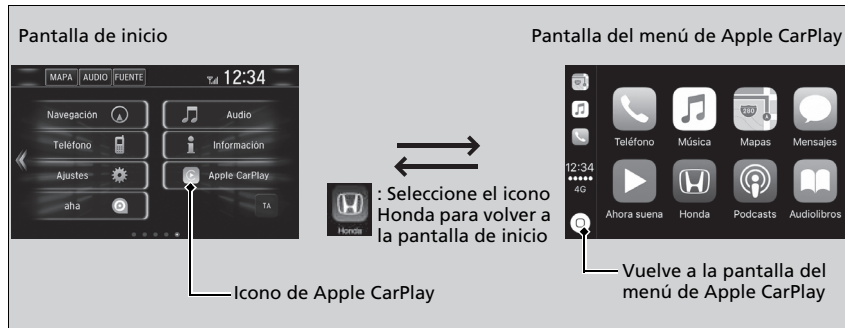 Pantalla de inicio
MAPA AUDIO FUENTE 12:34
Navegación
Audio
Teléfono
Información
Ajustes
Apple CarPlay
aha
TA
Icono de Apple CarPlay
Honda
: Seleccione el icono
Honda para volver a
la pantalla de inicio
Pantalla del menú de Apple CarPlay
280
Teléfono Música Mapas Mensajes
12:34
4G
Ahora suena Honda Podcasts Audiolibros
Vuelve a la pantalla del
menú de Apple CarPlay